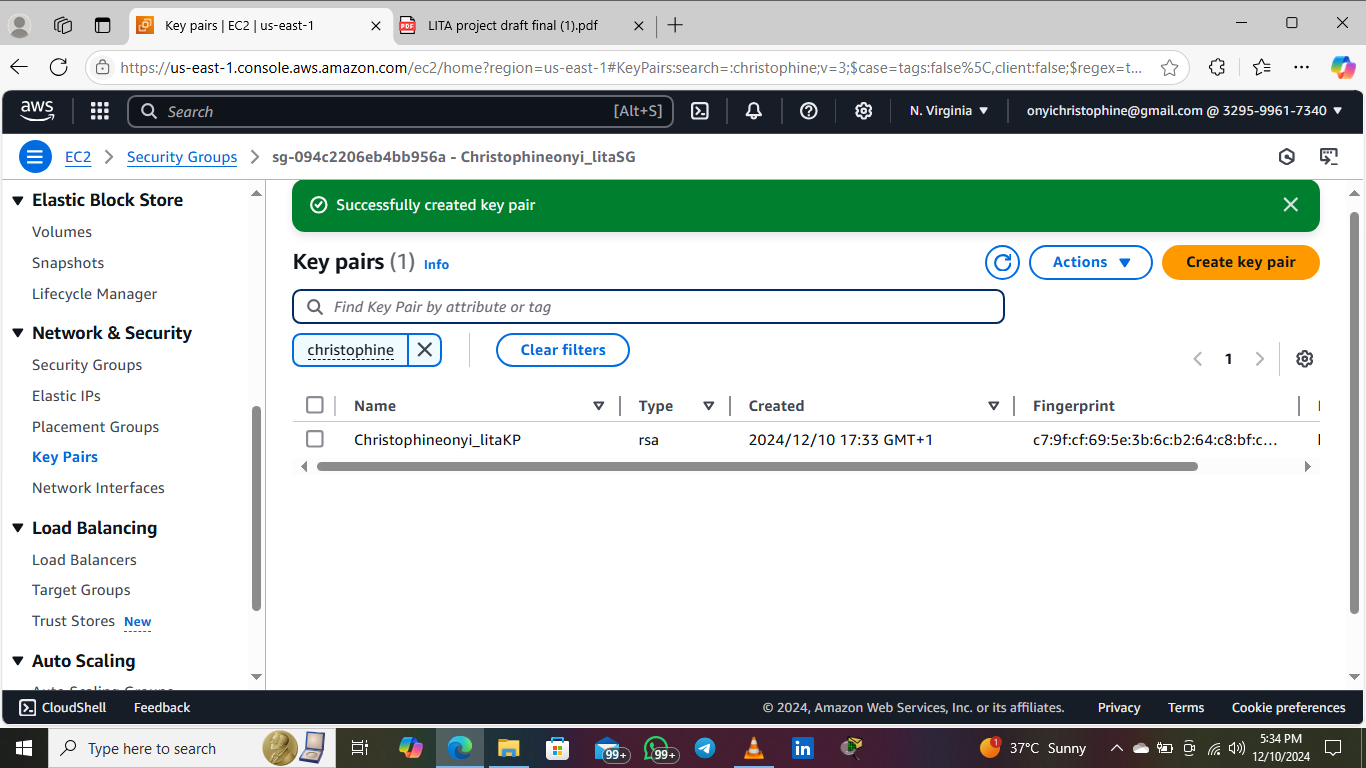 Key pairs | EC2 | us-east-1
PDF LITA project draft final (1).pdf
https://us-east-1.console.aws.amazon.com/ec2/home?region=us-east-1#KeyPairs:search=:christophine;v=3;$case=tags:false%5C,client:false;$regex=t...
aws Search [Alt+S] N. Virginia onyichristophine@gmail.com @ 3295-9961-7340
EC2 > Security Groups > sg-094c2206eb4bb956a - Christophineonyi_litaSG
Elastic Block Store
Volumes
Snapshots
Lifecycle Manager
Network & Security
Security Groups
Elastic IPs
Placement Groups
Key Pairs
Network Interfaces
Load Balancing
Load Balancers
Target Groups
Trust Stores New
Auto Scaling
Successfully created key pair
Key pairs (1) Info
Actions
Create key pair
Find Key Pair by attribute or tag
christophine
Clear filters
1
Name Type Created Fingerprint
Christophineonyi_litaKP rsa 2024/12/10 17:33 GMT+1 c7:9f:cf:69:5e:3b:6c:b2:64:c8:bf:c...
CloudShell Feedback © 2024, Amazon Web Services, Inc. or its affiliates. Privacy Terms Cookie preferences
Type here to search
99+
99+
1
37°C Sunny
5:34 PM
12/10/2024